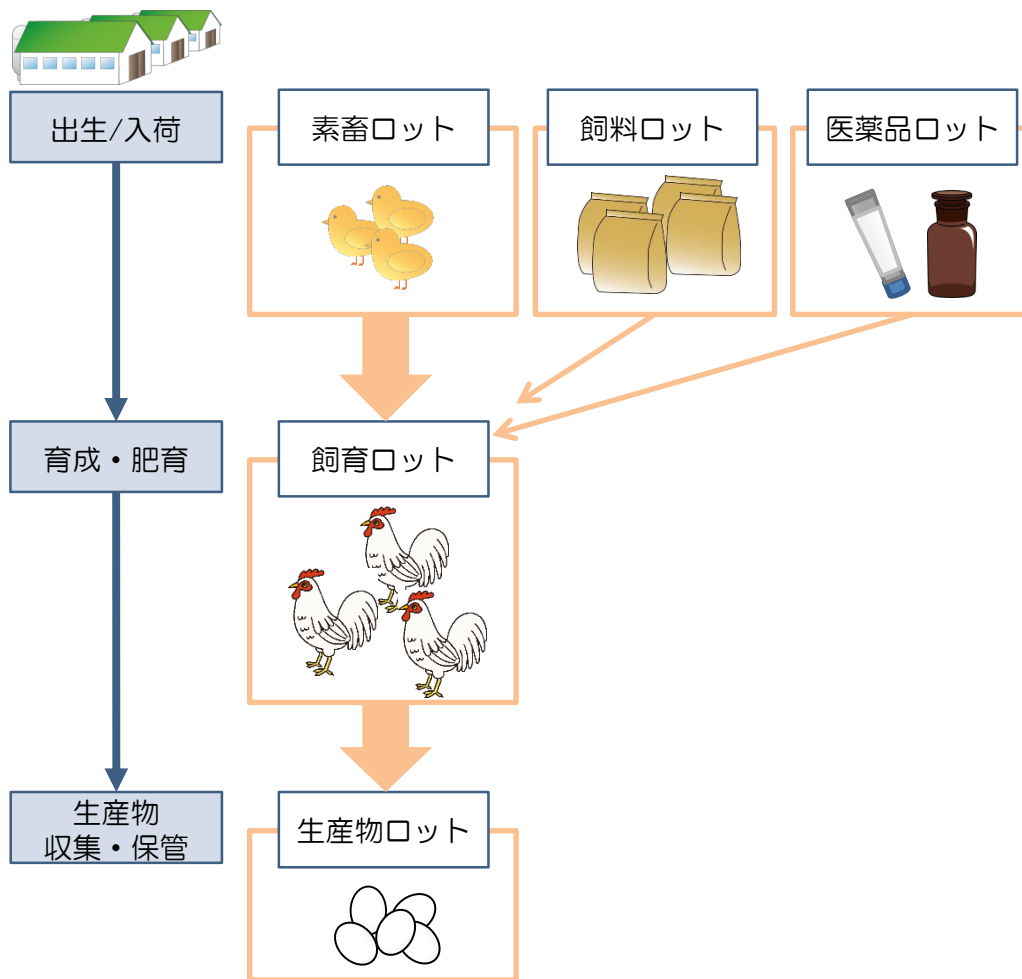 出生/入荷
素畜ロット
飼料ロット
医薬品ロット
育成・肥育
飼育ロット
生産物
収集・保管
生産物ロット